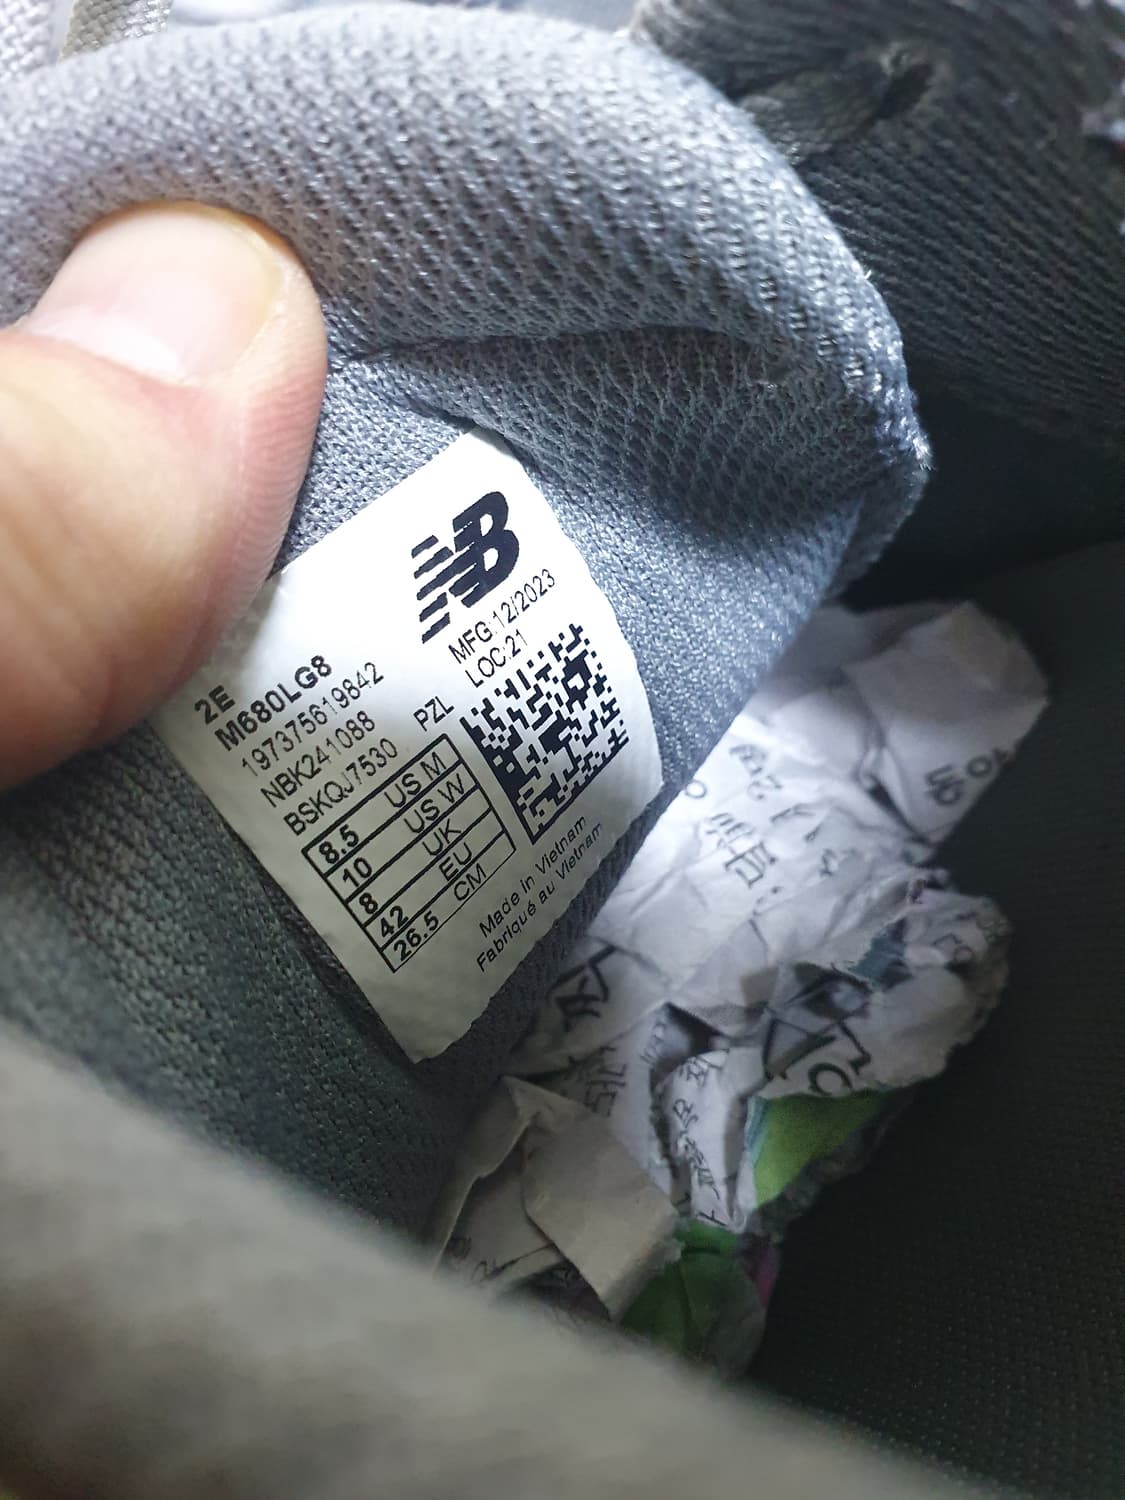 NB
MFG:12/2023
LOC:21
2E
M680LG8
197375619842
NBK241088
BSKQJ7530
PZL
8.5 US M
10 US W
8 UK
42 EU
26.5 CM
Made in Vietnam
Fabriqué au Vietnam